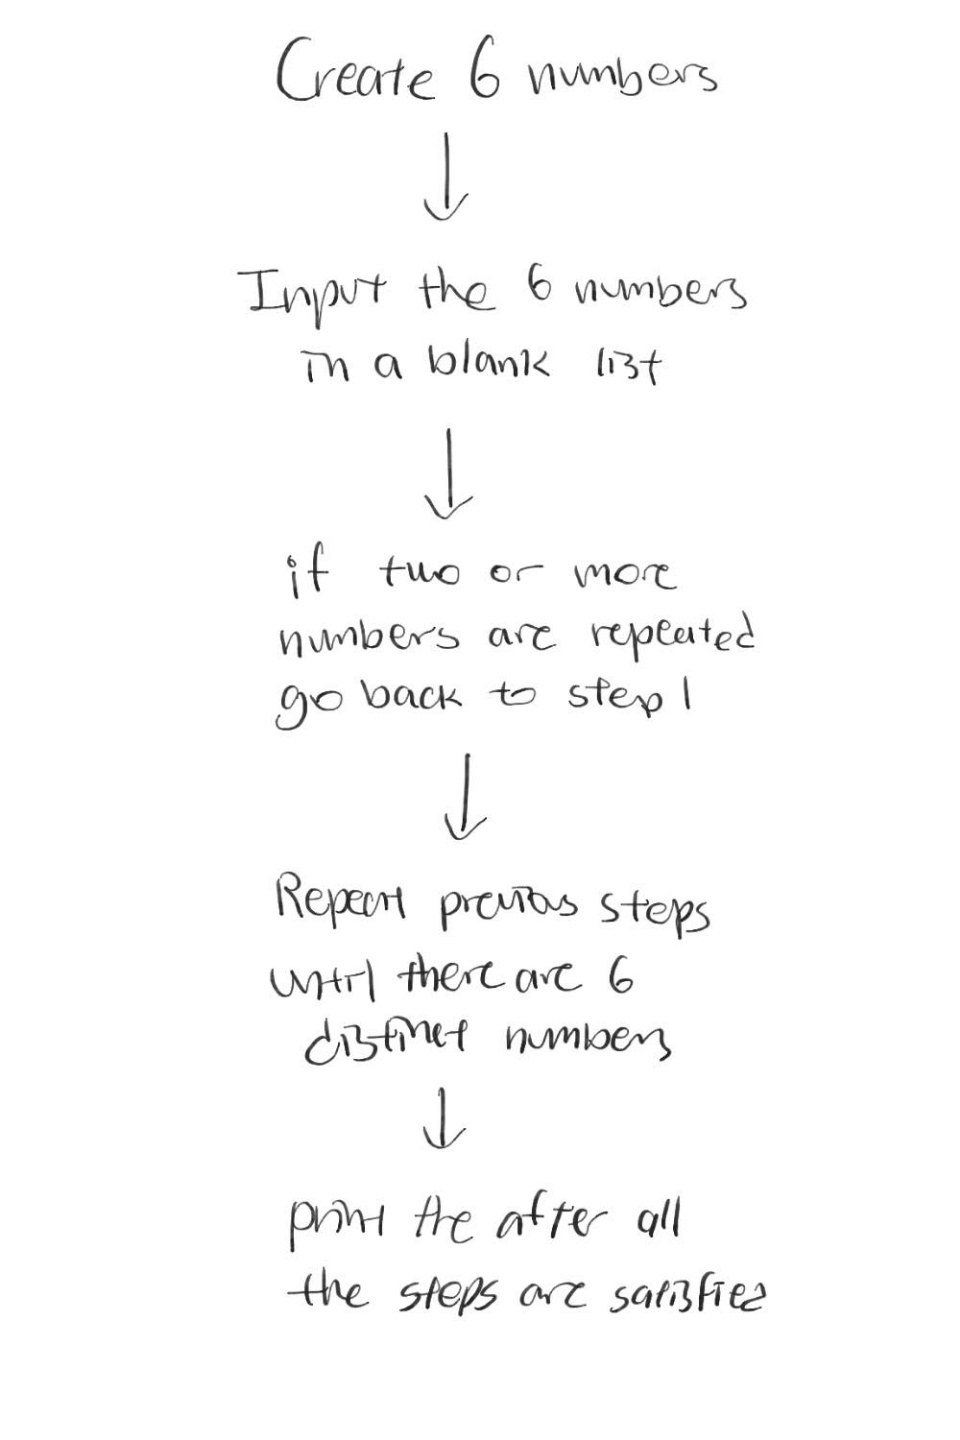 Create 6 numbers
Input the 6 numbers
in a blank list
if two or more
numbers are repeated
go back to step 1
Repeat previous steps
until there are 6
distinct numbers
print the after all
the steps are satisfied